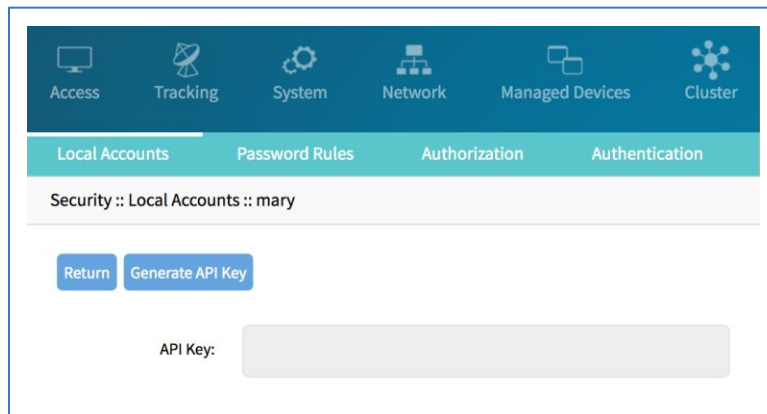 Access Tracking System Network Managed Devices Cluster
Local Accounts Password Rules Authorization Authentication
Security :: Local Accounts :: mary
Return Generate API Key
API Key: